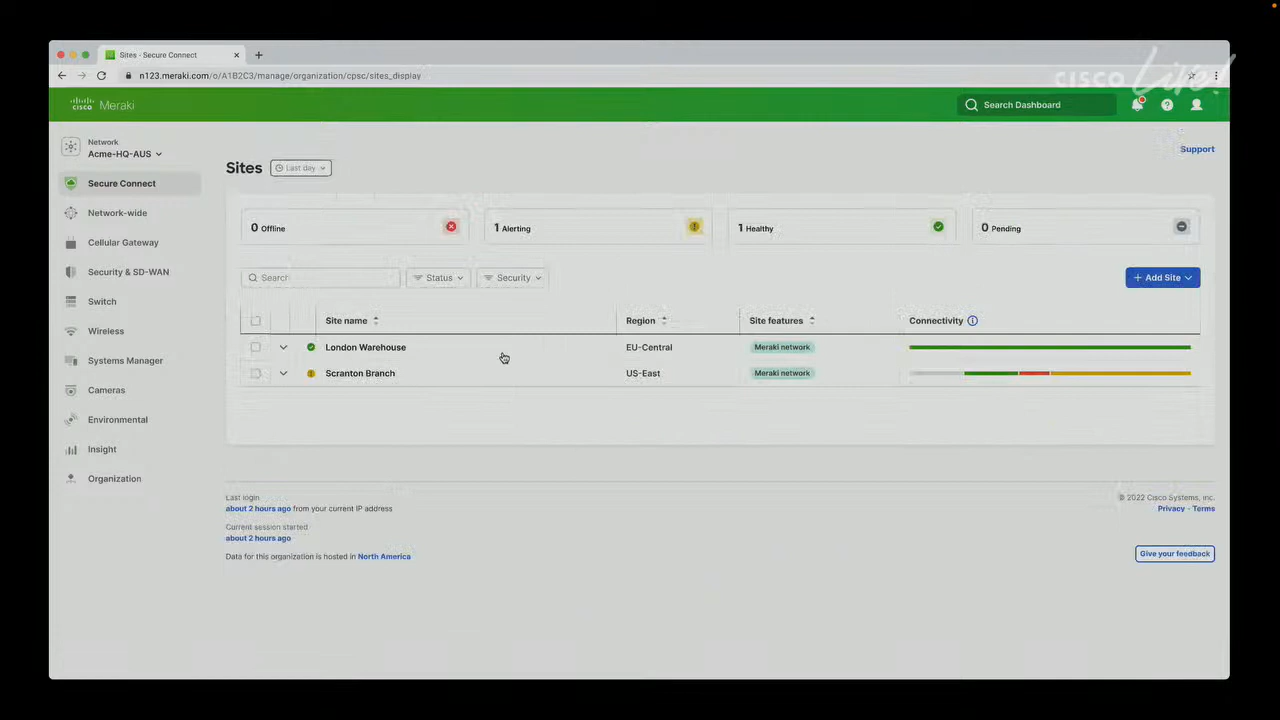 Sites - Secure Connect
n123.meraki.com/o/A1B2C3/manage/organization/cpsc/sites_display
CISCO Live!
CISCO Meraki
Search Dashboard
Network
Acme-HQ-AUS
Secure Connect
Network-wide
Cellular Gateway
Security & SD-WAN
Switch
Wireless
Systems Manager
Cameras
Environmental
Insight
Organization
Support
Sites
Last day
0 Offline
1 Alerting
1 Healthy
0 Pending
Search
Status
Security
+ Add Site
Site name
Region
Site features
Connectivity
London Warehouse
EU-Central
Meraki network
Scranton Branch
US-East
Meraki network
Last login
about 2 hours ago from your current IP address
Current session started
about 2 hours ago
Data for this organization is hosted in North America
© 2022 Cisco Systems, Inc.
Privacy - Terms
Give your feedback